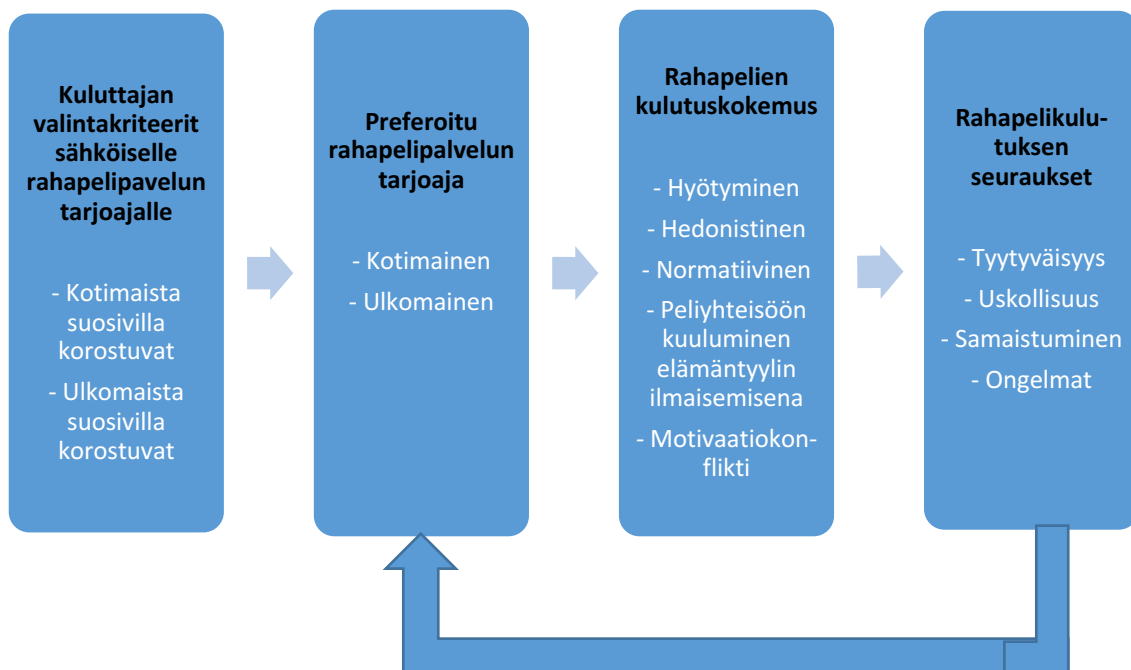 Kuluttajan
valintakriteerit
sähköiselle
rahapelipavelun
tarjoajalle
- Kotimaista
suosivilla
korostuvat
- Ulkomaista
suosivilla
korostuvat
Preferoitu
rahapelipalvelun
tarjoaja
- Kotimainen
- Ulkomainen
Rahapelien
kulutuskokemus
- Hyötyminen
- Hedonistinen
- Normatiivinen
- Peliyhteisöön
kuuluminen
elämäntyylin
ilmaisemisena
- Motivaatiokon-
flikti
Rahapelikulu-
tuksen
seuraukset
- Tyytyväisyys
- Uskollisuus
- Samaistuminen
- Ongelmat